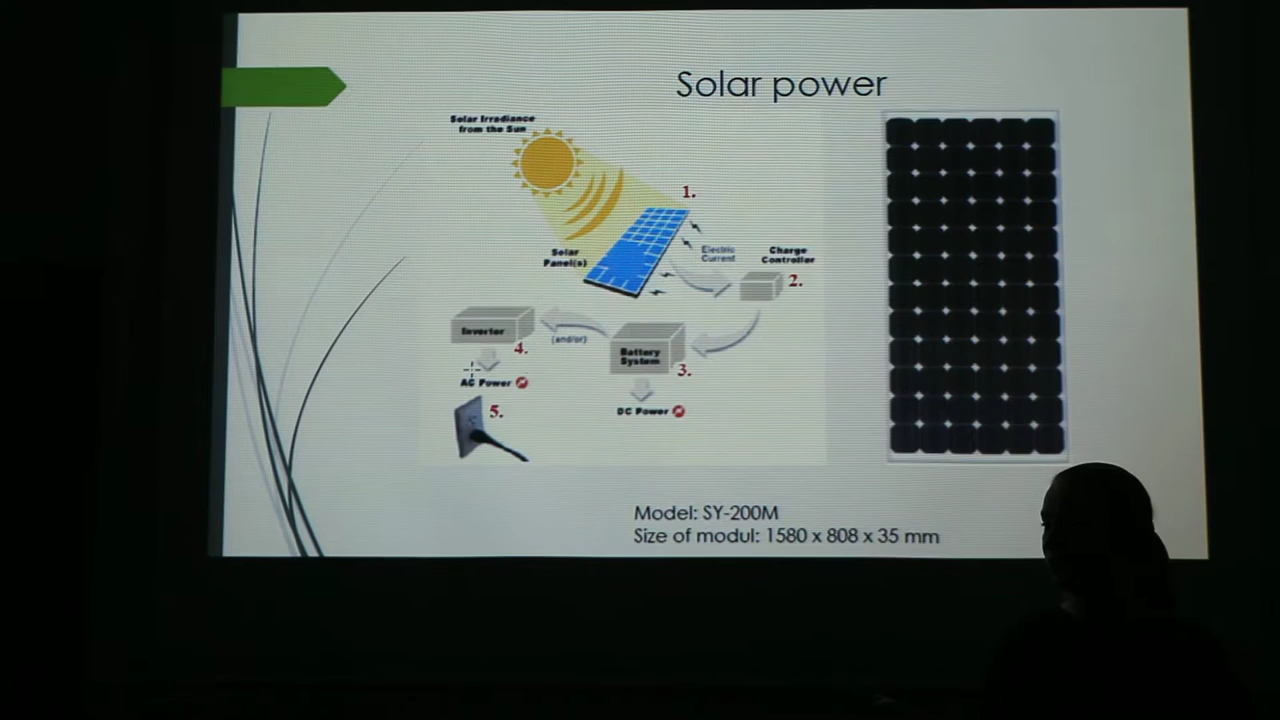 Solar power
Solar Irradiance
from the Sun
1.
Solar
Panel(s)
Electric
Current
Charge
Controller
2.
Inverter
4.
(and/or)
Battery
System
3.
AC Power
DC Power
5.
Model: SY-200M
Size of modul: 1580 x 808 x 35 mm